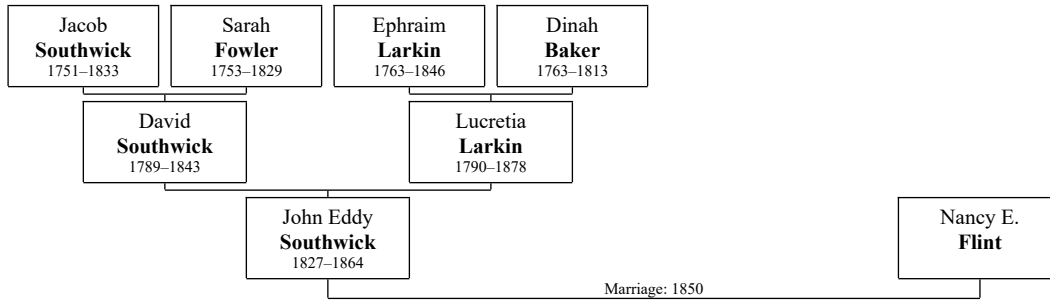 Jacob
Southwick
1751–1833
Sarah
Fowler
1753–1829
Ephraim
Larkin
1763–1846
Dinah
Baker
1763–1813
David
Southwick
1789–1843
Lucretia
Larkin
1790–1878
John Eddy
Southwick
1827–1864
Nancy E.
Flint
Marriage: 1850